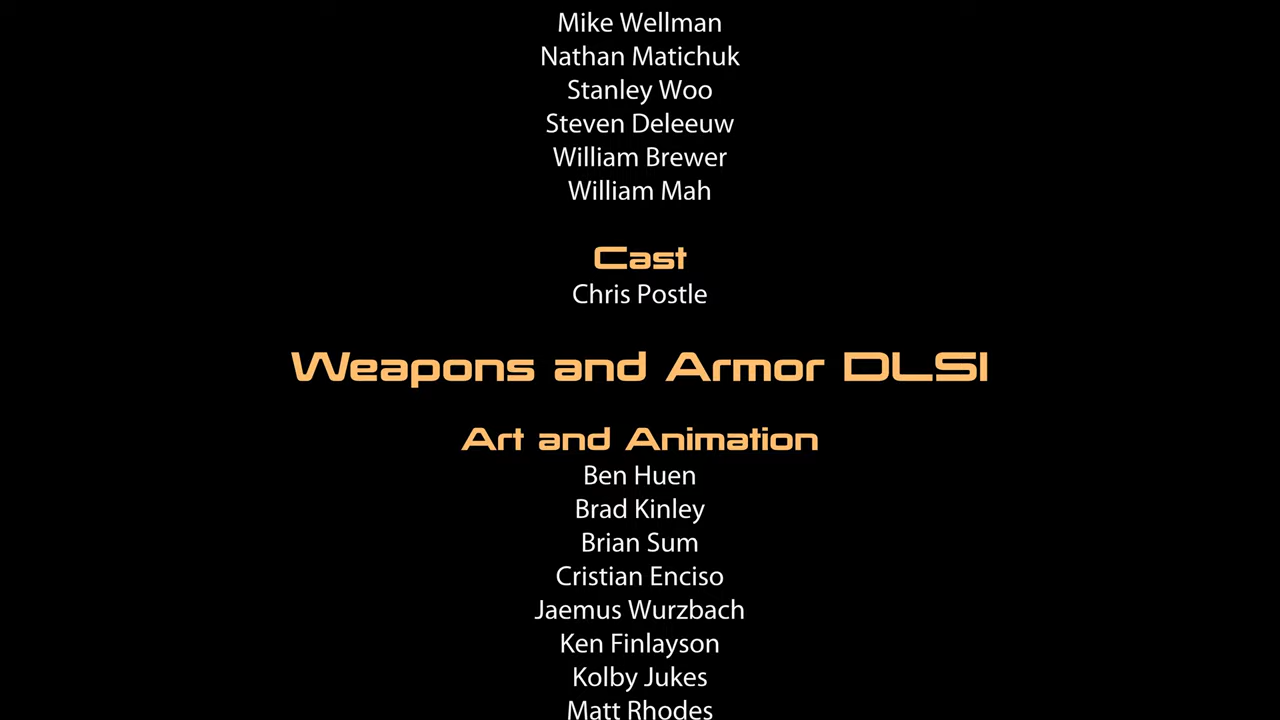 Mike Wellman
Nathan Matichuk
Stanley Woo
Steven Deleeuw
William Brewer
William Mah
Cast
Chris Postle
Weapons and Armor DLSI
Art and Animation
Ben Huen
Brad Kinley
Brian Sum
Cristian Enciso
Jaemus Wurzbach
Ken Finlayson
Kolby Jukes
Matt Rhodes